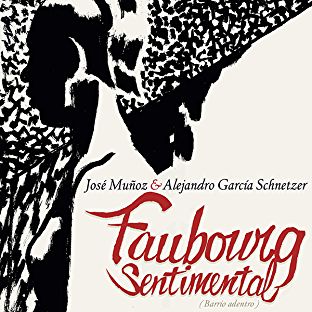 José Muñoz & Alejandro García Schnetzer
Faubourg
Sentimental
(Barrio adentro)